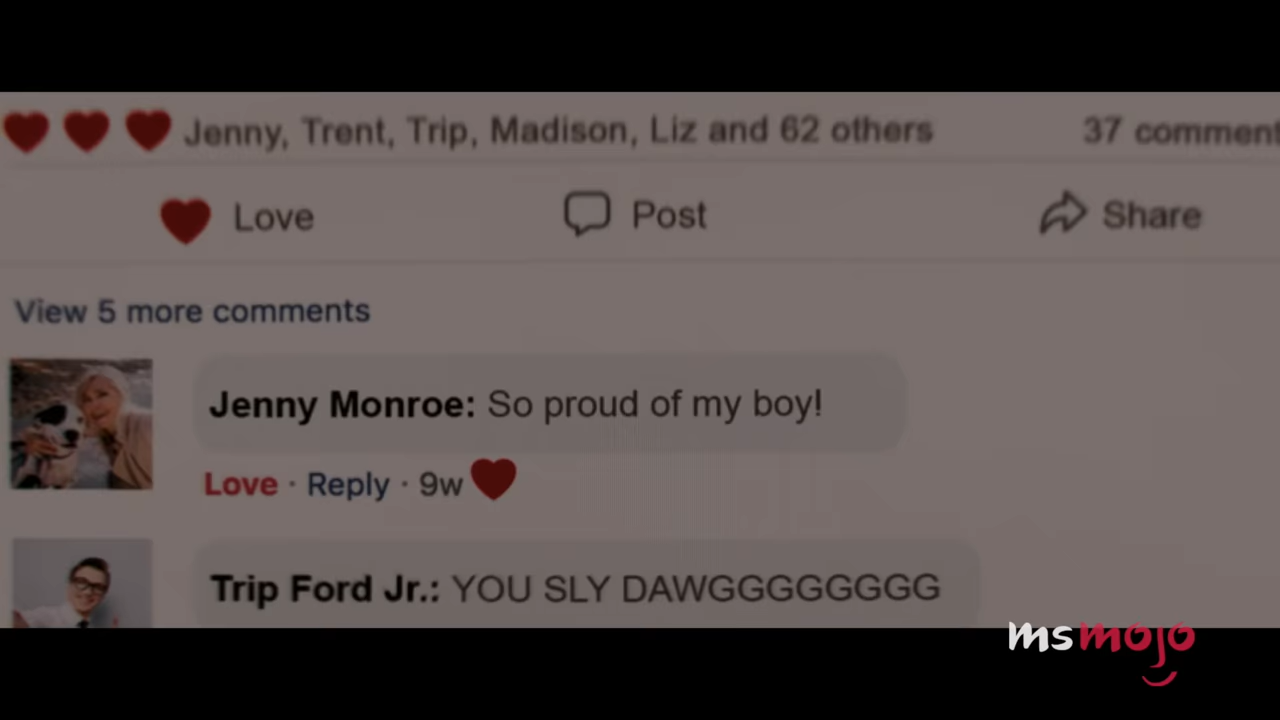 Jenny, Trent, Trip, Madison, Liz and 62 others 37 comment
Love Post Share
View 5 more comments
Jenny Monroe: So proud of my boy!
Love · Reply · 9w
Trip Ford Jr.: YOU SLY DAWGGGGGGGG
msmojo